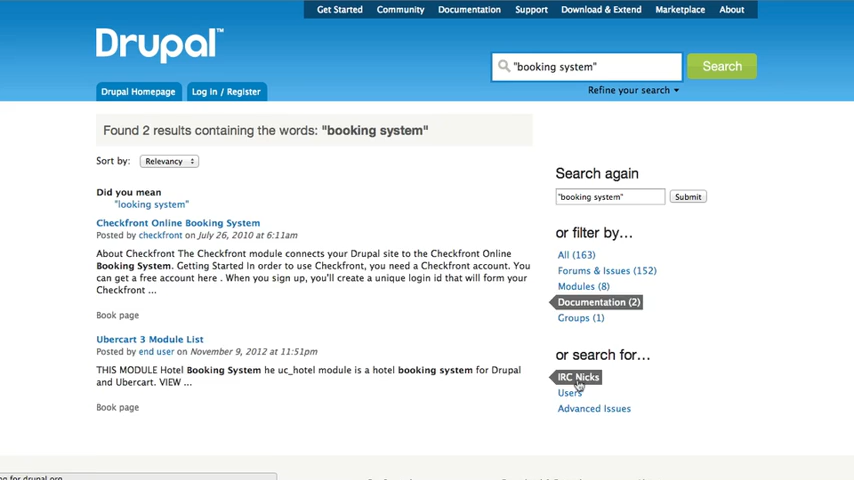 Get Started Community Documentation Support Download & Extend Marketplace About
Drupal™
"booking system"
Search
Refine your search
Drupal Homepage
Log in / Register
Found 2 results containing the words: "booking system"
Sort by: Relevancy
Did you mean
"looking system"
Checkfront Online Booking System
Posted by checkfront on July 26, 2010 at 6:11am
About Checkfront The Checkfront module connects your Drupal site to the Checkfront Online
Booking System. Getting Started In order to use Checkfront, you need a Checkfront account. You
can get a free account here . When you sign up, you'll create a unique login id that will form your
Checkfront ...
Book page
Ubercart 3 Module List
Posted by end user on November 9, 2012 at 11:51pm
THIS MODULE Hotel Booking System he uc_hotel module is a hotel booking system for Drupal
and Ubercart. VIEW ...
Book page
Search again
"booking system"
Submit
or filter by...
All (163)
Forums & Issues (152)
Modules (8)
Documentation (2)
Groups (1)
or search for...
IRC Nicks
Users
Advanced Issues
for drupal.org